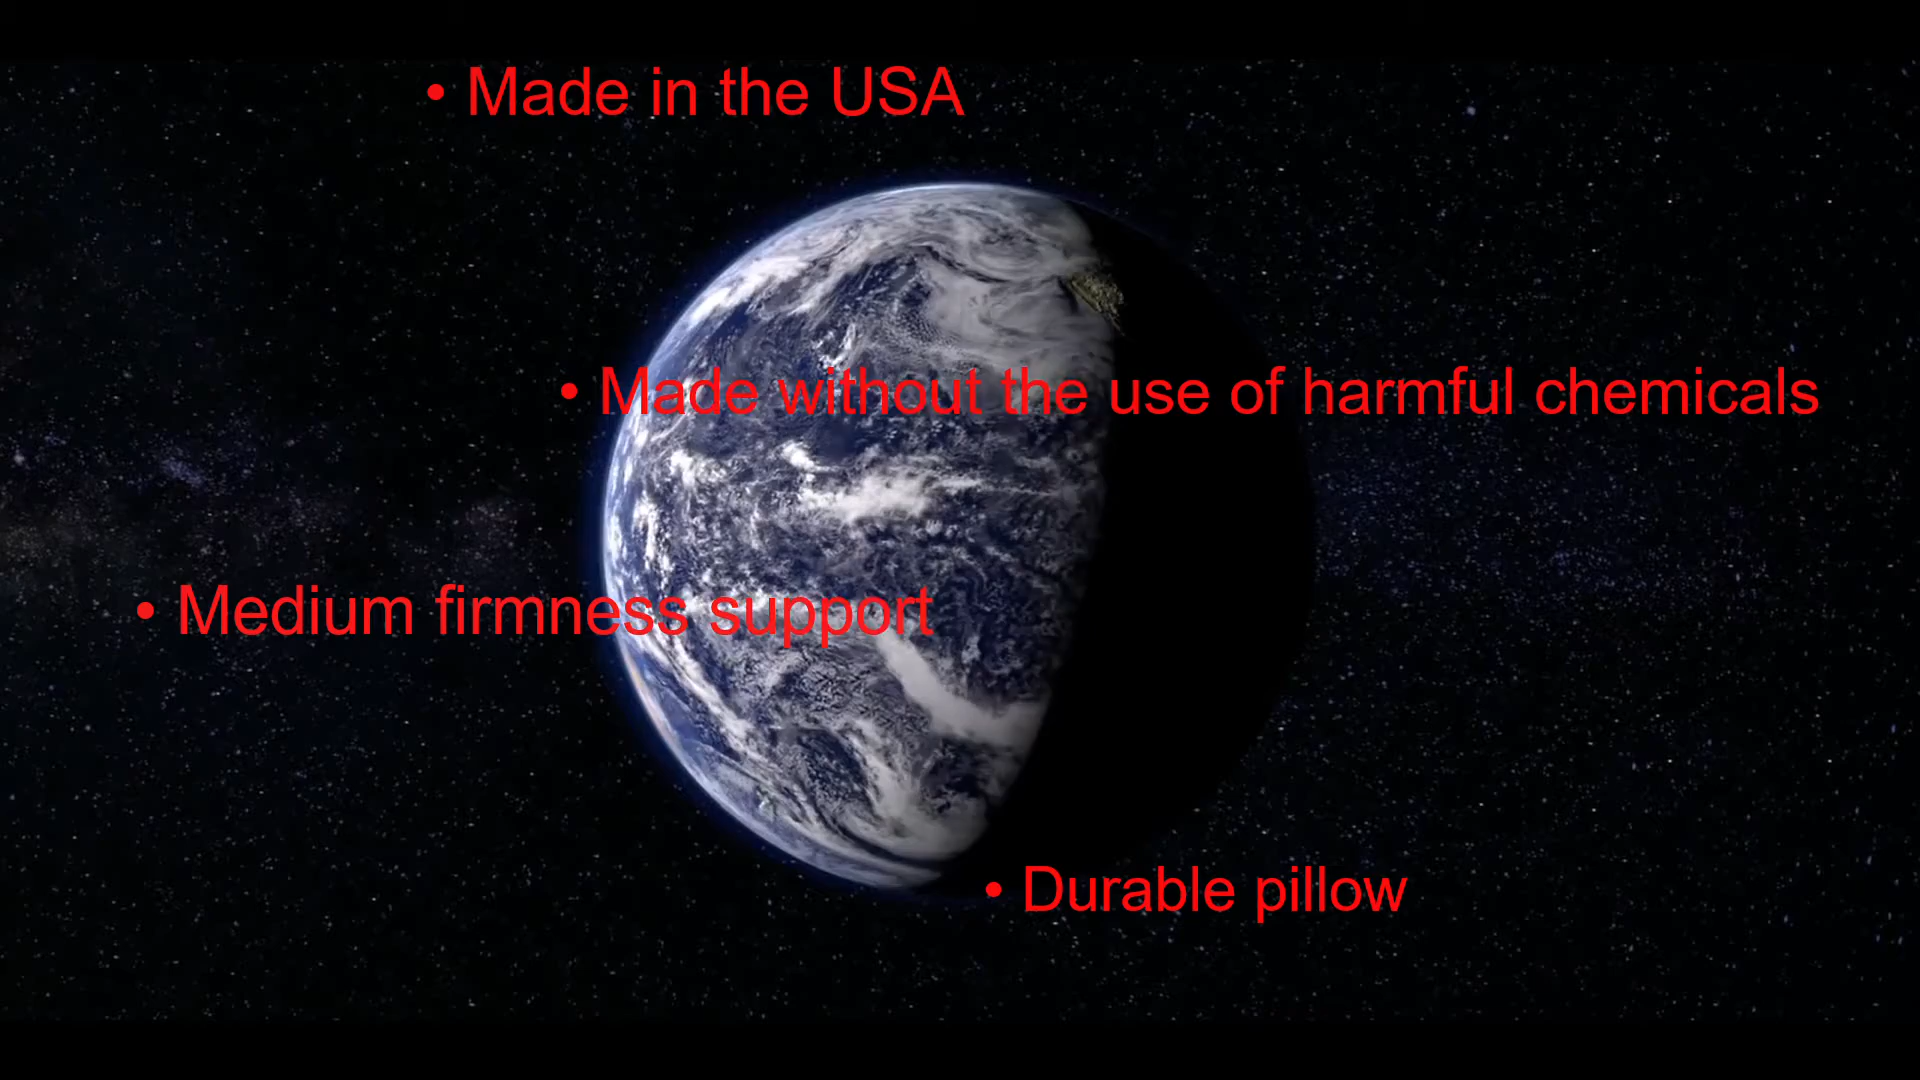 • Made in the USA
• Made without the use of harmful chemicals
• Medium firmness support
• Durable pillow